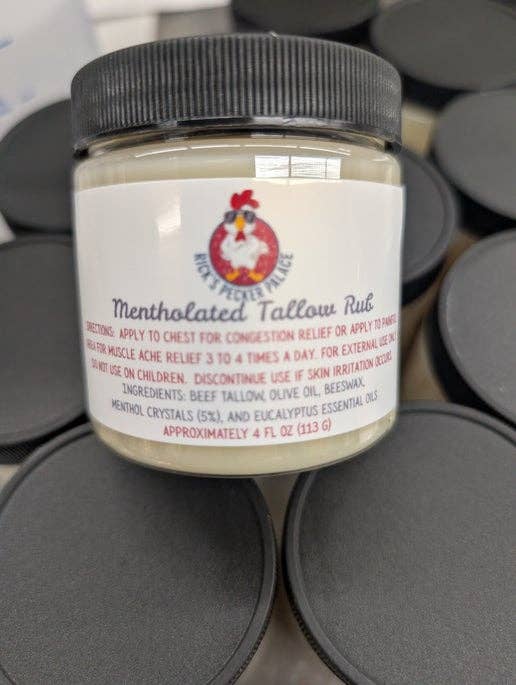 RICK'S PECKER PALACE
Mentholated Tallow Rub
DIRECTIONS: APPLY TO CHEST FOR CONGESTION RELIEF OR APPLY TO PAINFUL
AREA FOR MUSCLE ACHE RELIEF 3 TO 4 TIMES A DAY. FOR EXTERNAL USE ONLY.
DO NOT USE ON CHILDREN. DISCONTINUE USE IF SKIN IRRITATION OCCURS.
INGREDIENTS: BEEF TALLOW, OLIVE OIL, BEESWAX,
MENTHOL CRYSTALS (5%), AND EUCALYPTUS ESSENTIAL OILS
APPROXIMATELY 4 FL OZ (113 G)